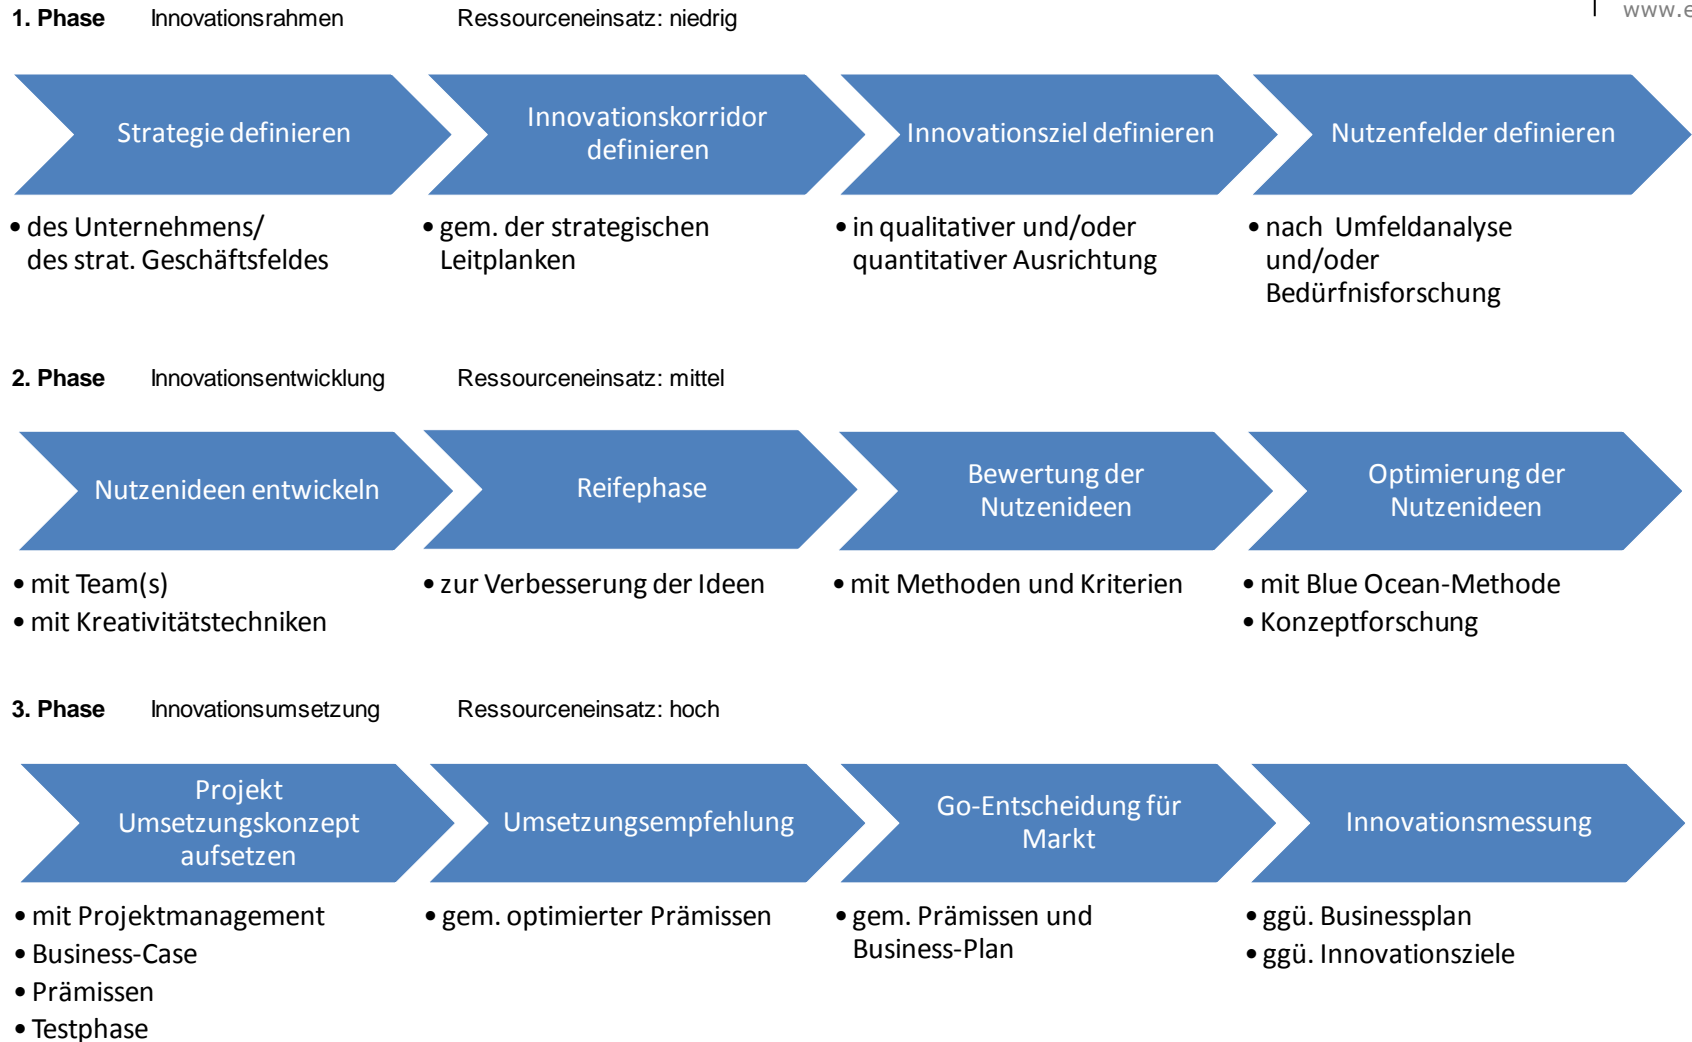 1. Phase Innovationsrahmen Ressourceneinsatz: niedrig
www.e
Strategie definieren
Innovationskorridor
definieren
Innovationsziel definieren
Nutzenfelder definieren
• des Unternehmens/
des strat. Geschäftsfeldes
• gem. der strategischen
Leitplanken
• in qualitativer und/oder
quantitativer Ausrichtung
• nach Umfeldanalyse
und/oder
Bedürfnisforschung
2. Phase Innovationsentwicklung Ressourceneinsatz: mittel
Nutzenideen entwickeln
Reifephase
Bewertung der
Nutzenideen
Optimierung der
Nutzenideen
• mit Team(s)
• mit Kreativitätstechniken
• zur Verbesserung der Ideen
• mit Methoden und Kriterien
• mit Blue Ocean-Methode
• Konzeptforschung
3. Phase Innovationsumsetzung Ressourceneinsatz: hoch
Projekt
Umsetzungskonzept
aufsetzen
Umsetzungsempfehlung
Go-Entscheidung für
Markt
Innovationsmessung
• mit Projektmanagement
• Business-Case
• Prämissen
• Testphase
• gem. optimierter Prämissen
• gem. Prämissen und
Business-Plan
• ggü. Businessplan
• ggü. Innovationsziele